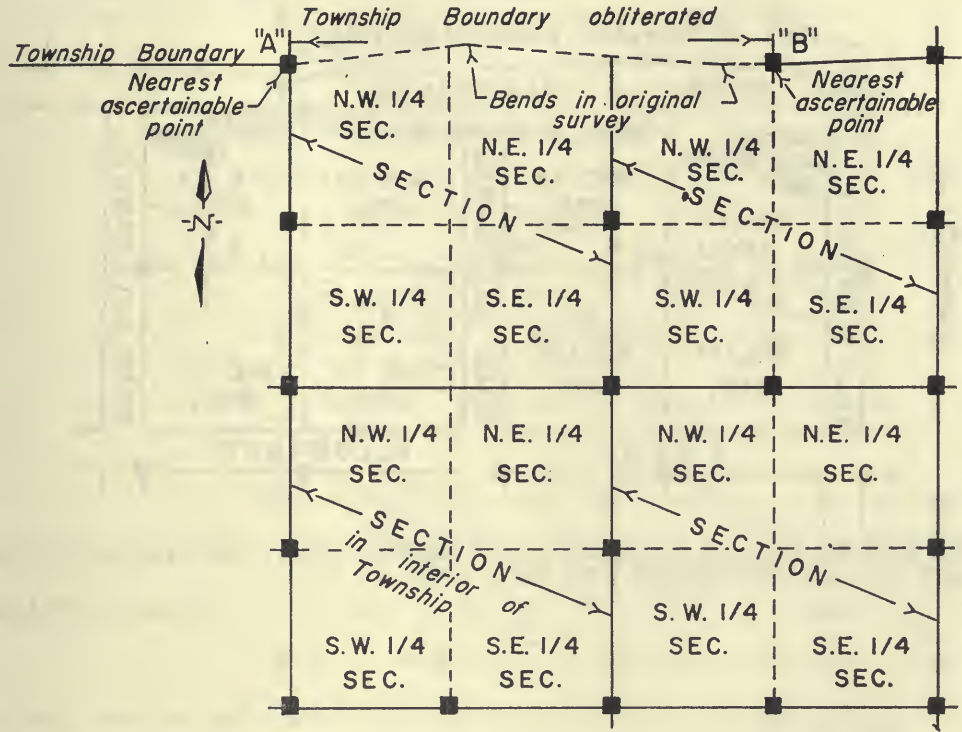 Township Boundary obliterated
"A"
"B"
Township Boundary
Nearest
ascertainable
point
Bends in original
survey
Nearest
ascertainable
point
N.W. 1/4
SEC.
N.E. 1/4
SEC.
N.W. 1/4
SEC.
N.E. 1/4
SEC.
SECTION
SECTION
N
S.W. 1/4
SEC.
S.E. 1/4
SEC.
S.W. 1/4
SEC.
S.E. 1/4
SEC.
N.W. 1/4
SEC.
N.E. 1/4
SEC.
N.W. 1/4
SEC.
N.E. 1/4
SEC.
SECTION
in interior of
Township
SECTION
S.W. 1/4
SEC.
S.E. 1/4
SEC.
S.W. 1/4
SEC.
S.E. 1/4
SEC.